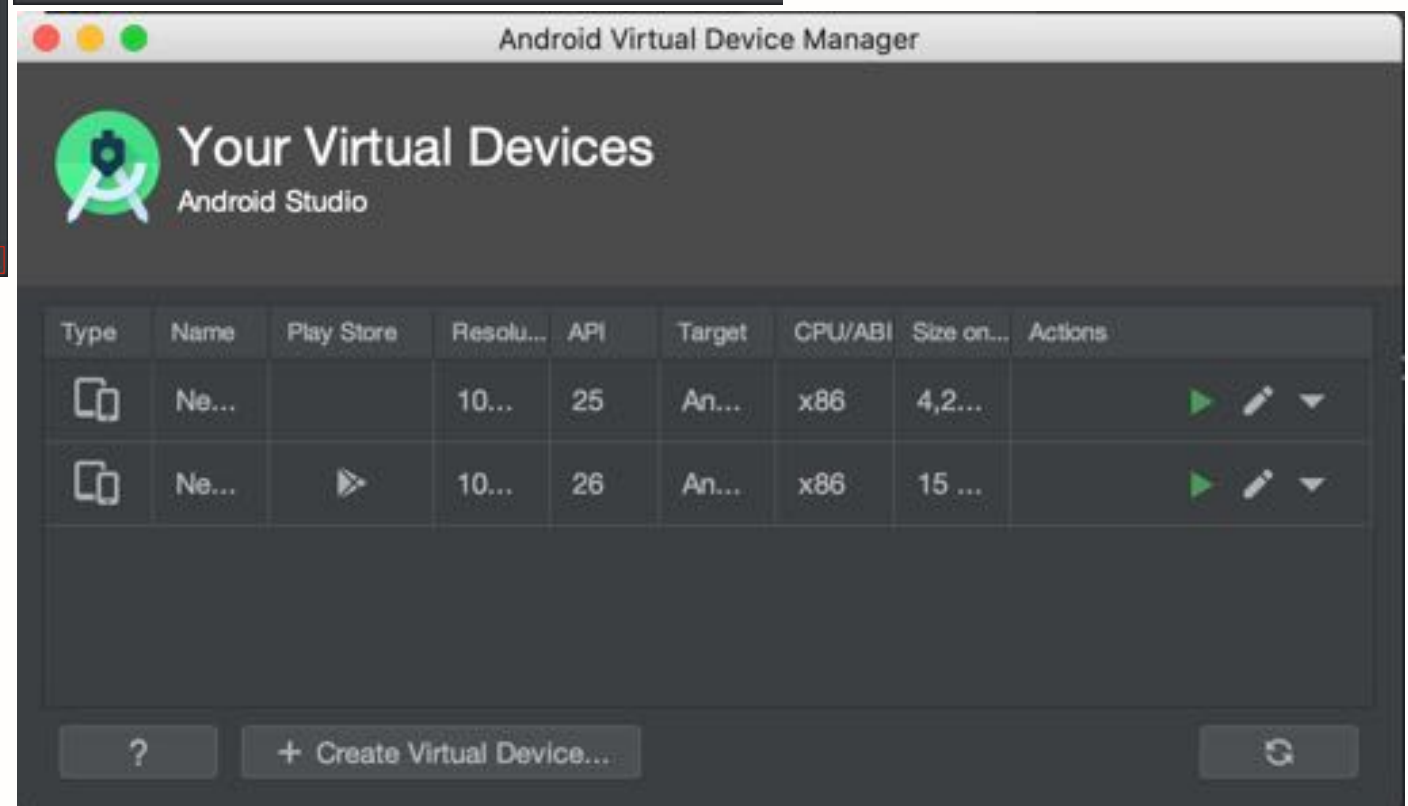 Android Virtual Device Manager
Your Virtual Devices
Android Studio
Type Name Play Store Resolu... API Target CPU/ABI Size on... Actions
Ne... 10... 25 An... x86 4,2...
Ne... 10... 26 An... x86 15 ...
? + Create Virtual Device...